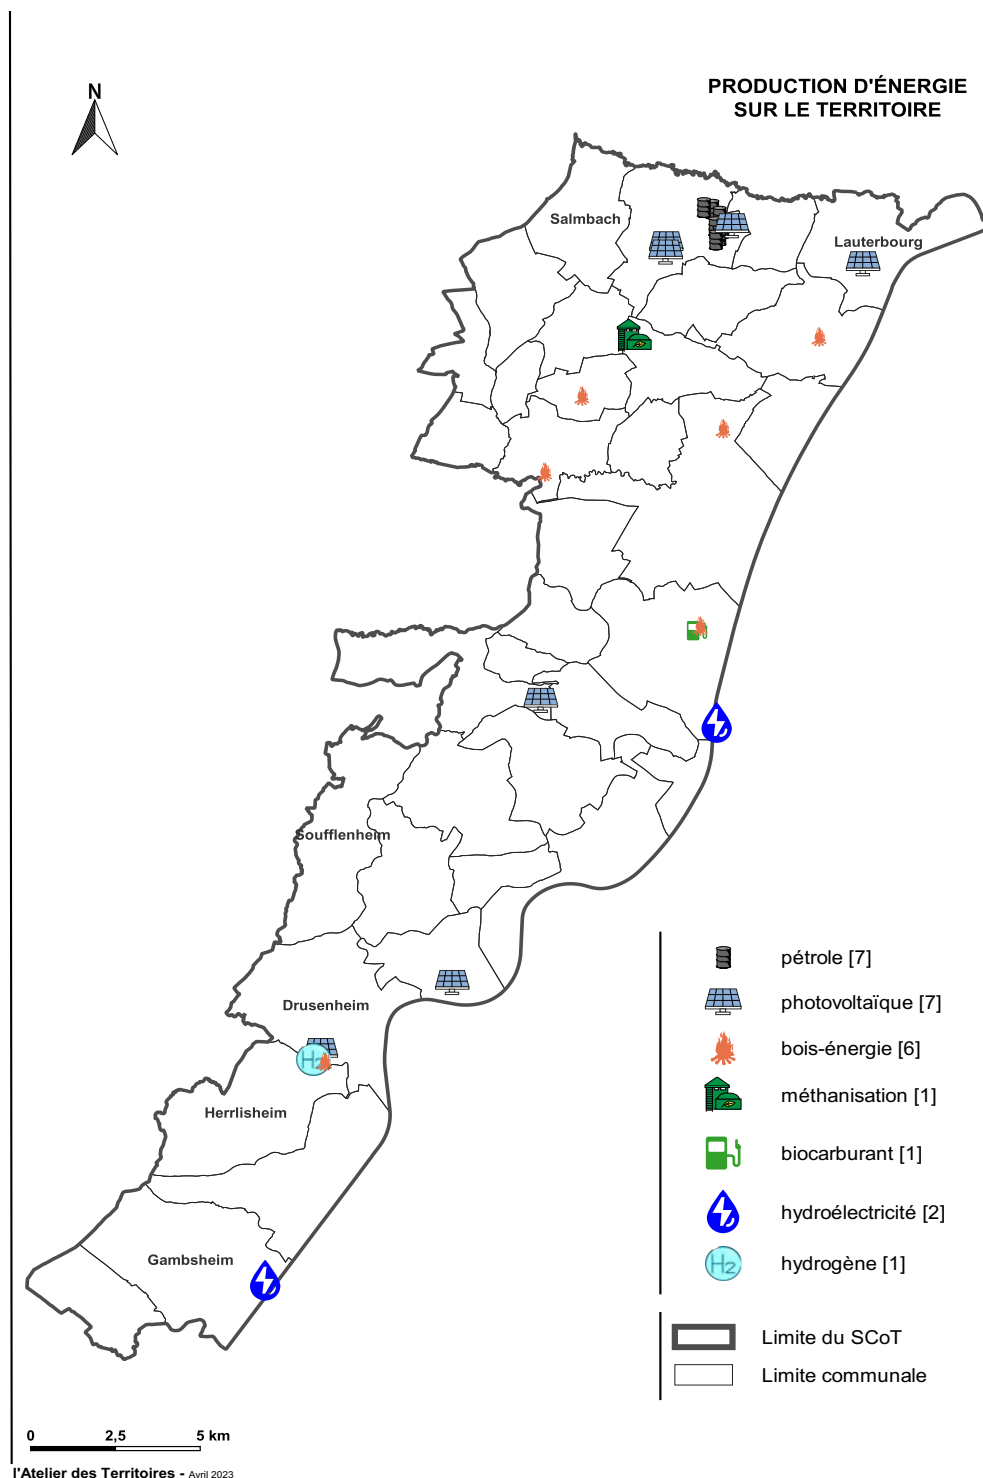 PRODUCTION D'ÉNERGIE
SUR LE TERRITOIRE
N
Salmbach
Lauterbourg
Soufflenheim
Drusenheim
H2
Herrlisheim
Gambsheim
pétrole [7]
photovoltaïque [7]
bois-énergie [6]
méthanisation [1]
biocarburant [1]
hydroélectricité [2]
H2 hydrogène [1]
Limite du SCoT
Limite communale
0 2,5 5 km
l'Atelier des Territoires - Avril 2023